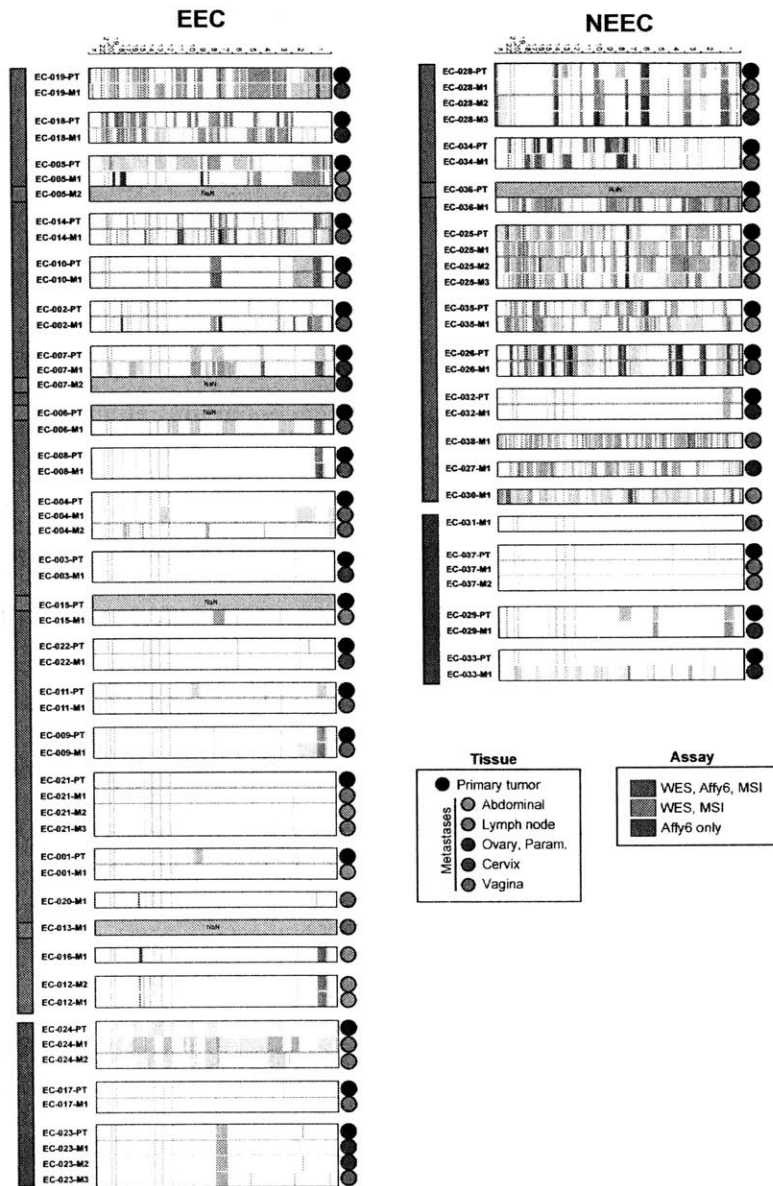 EEC
EC-019-PT
EC-019-M1
EC-018-PT
EC-018-M1
EC-005-PT
EC-005-M1
EC-005-M2
NaN
EC-014-PT
EC-014-M1
EC-010-PT
EC-010-M1
EC-002-PT
EC-002-M1
EC-007-PT
EC-007-M1
EC-007-M2
NaN
EC-006-PT
NaN
EC-006-M1
EC-008-PT
EC-008-M1
EC-004-PT
EC-004-M1
EC-004-M2
EC-003-PT
EC-003-M1
EC-015-PT
NaN
EC-015-M1
EC-022-PT
EC-022-M1
EC-011-PT
EC-011-M1
EC-009-PT
EC-009-M1
EC-021-PT
EC-021-M1
EC-021-M2
EC-021-M3
EC-001-PT
EC-001-M1
EC-020-M1
EC-013-M1
NaN
EC-016-M1
EC-012-M2
EC-012-M1
EC-024-PT
EC-024-M1
EC-024-M2
EC-017-PT
EC-017-M1
EC-023-PT
EC-023-M1
EC-023-M2
EC-023-M3
NEEC
EC-028-PT
EC-028-M1
EC-028-M2
EC-028-M3
EC-034-PT
EC-034-M1
EC-036-PT
NaN
EC-036-M1
EC-025-PT
EC-025-M1
EC-025-M2
EC-025-M3
EC-035-PT
EC-035-M1
EC-026-PT
EC-026-M1
EC-032-PT
EC-032-M1
EC-038-M1
EC-027-M1
EC-030-M1
EC-031-M1
EC-037-PT
EC-037-M1
EC-037-M2
EC-029-PT
EC-029-M1
EC-033-PT
EC-033-M1
Tissue
Primary tumor
Metastases
Abdominal
Lymph node
Ovary, Param.
Cervix
Vagina
Assay
WES, Affy6, MSI
WES, MSI
Affy6 only